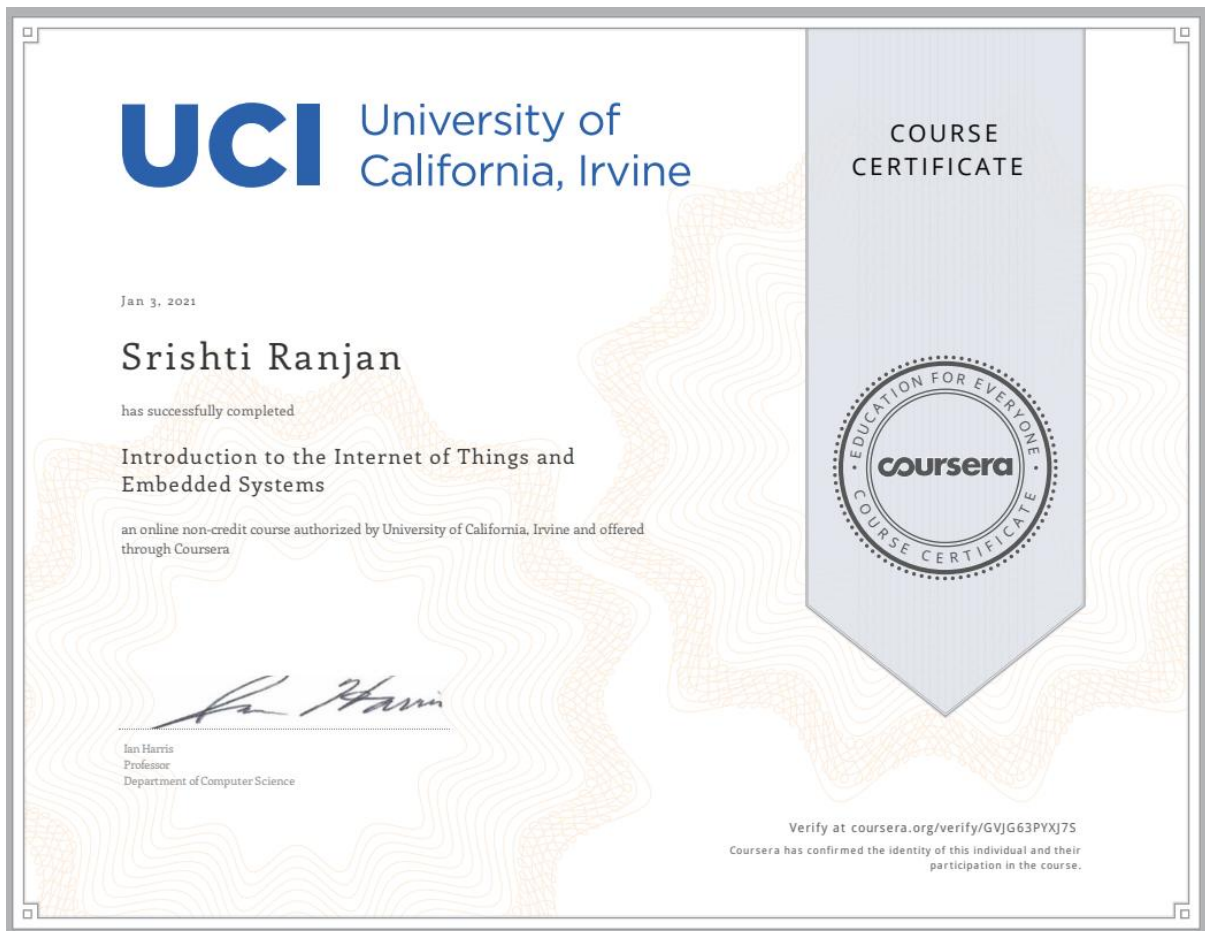 UCI
University of
California, Irvine
COURSE
CERTIFICATE
Jan 3, 2021
Srishti Ranjan
has successfully completed
Introduction to the Internet of Things and
Embedded Systems
an online non-credit course authorized by University of California, Irvine and offered
through Coursera
EDUCATION FOR EVERYONE
coursera
COURSE CERTIFICATE
Ian Harris
Ian Harris
Professor
Department of Computer Science
Verify at coursera.org/verify/GVJG63PYXJ7S
Coursera has confirmed the identity of this individual and their
participation in the course.